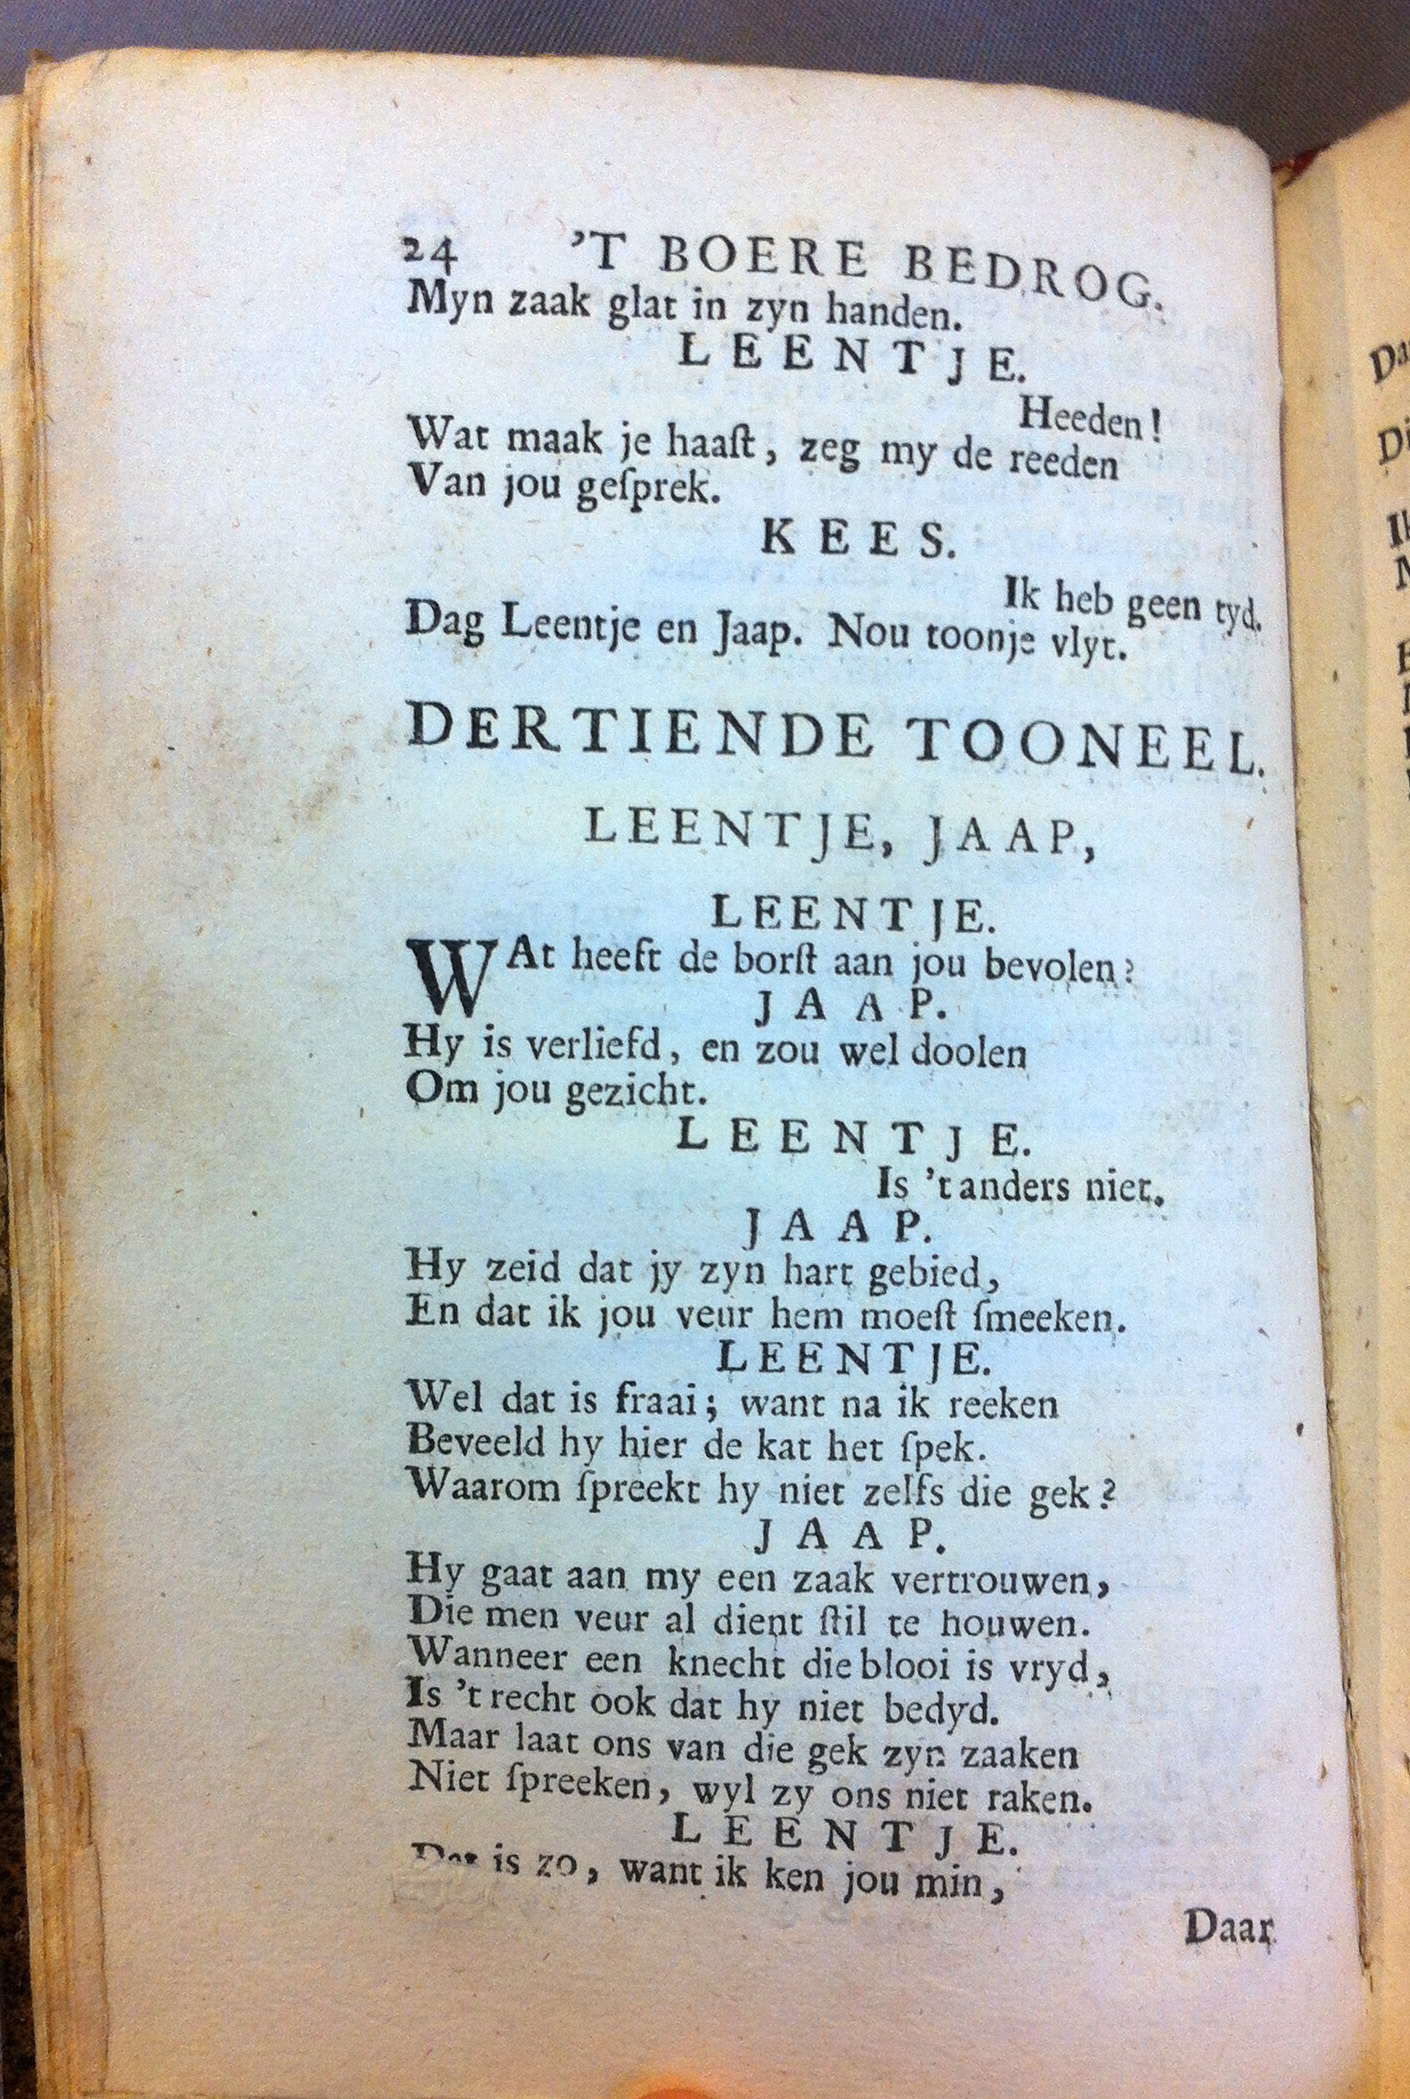 24 'T BOERE BEDROG.
Myn zaak glat in zyn handen.
LEENTJE.
Heeden!
Wat maak je haaſt, zeg my de reeden
Van jou geſprek.
KEES.
Ik heb geen tyd.
Dag Leentje en Jaap. Nou toonje vlyt.
DERTIENDE TOONEEL.
LEENTJE, JAAP,
LEENTJE.
WAt heeft de borſt aan jou bevolen?
JAAP.
Hy is verliefd, en zou wel doolen
Om jou gezicht.
LEENTJE.
Is 't anders niet.
JAAP.
Hy zeid dat jy zyn hart gebied,
En dat ik jou veur hem moeſt ſmeeken.
LEENTJE.
Wel dat is fraai; want na ik reeken
Beveeld hy hier de kat het ſpek.
Waarom ſpreekt hy niet zelfs die gek?
JAAP.
Hy gaat aan my een zaak vertrouwen,
Die men veur al dient ſtil te houwen.
Wanneer een knecht die blooi is vryd,
Is 't recht ook dat hy niet bedyd.
Maar laat ons van die gek zyn zaaken
Niet ſpreeken, wyl zy ons niet raken.
LEENTJE.
Dat is zo, want ik ken jou min,
Daar